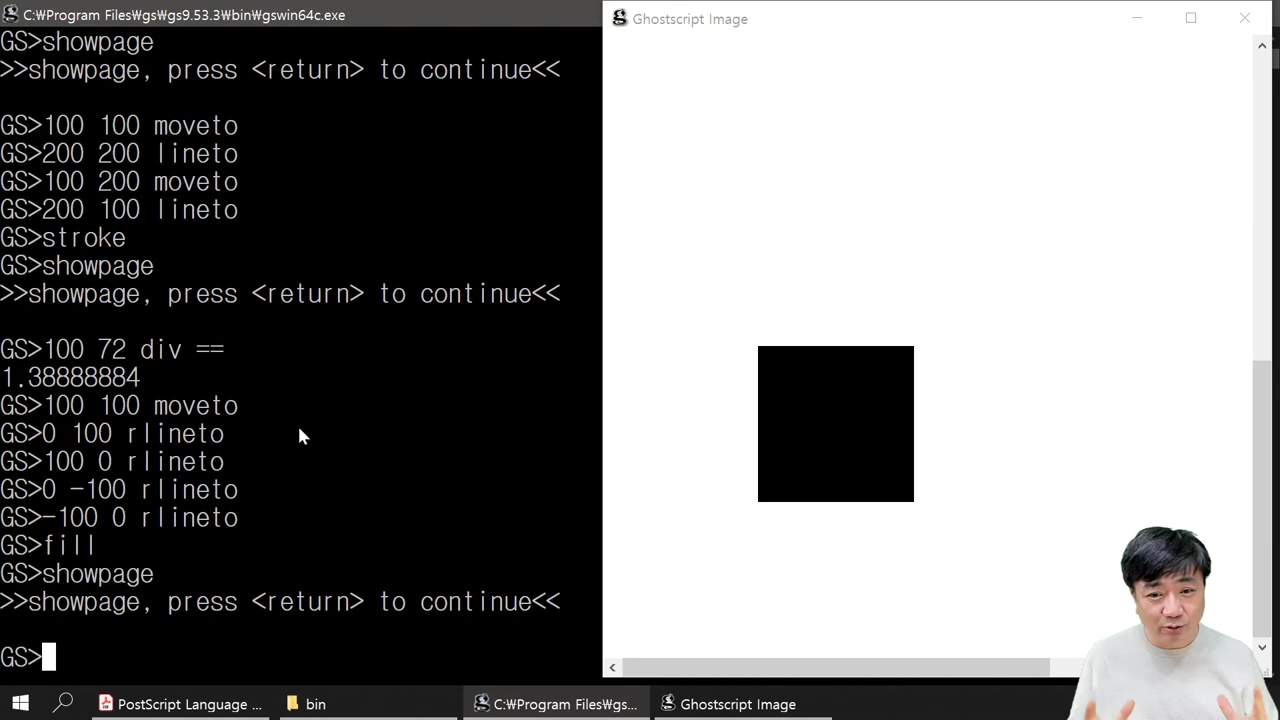 C:₩Program Files₩gs₩gs9.53.3₩bin₩gswin64c.exe
GS>showpage
>>showpage, press <return> to continue<<
GS>100 100 moveto
GS>200 200 lineto
GS>100 200 moveto
GS>200 100 lineto
GS>stroke
GS>showpage
>>showpage, press <return> to continue<<
GS>100 72 div ==
1.38888884
GS>100 100 moveto
GS>0 100 rlineto
GS>100 0 rlineto
GS>0 -100 rlineto
GS>-100 0 rlineto
GS>fill
GS>showpage
>>showpage, press <return> to continue<<
GS>
Ghostscript Image
PostScript Language ...
bin
C:₩Program Files₩gs...
Ghostscript Image